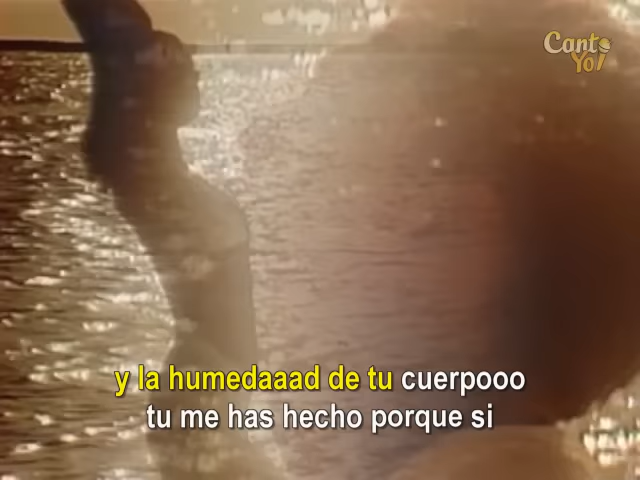 Canto
Yo!
y la humedaaad de tu cuerpooo
tu me has hecho porque si